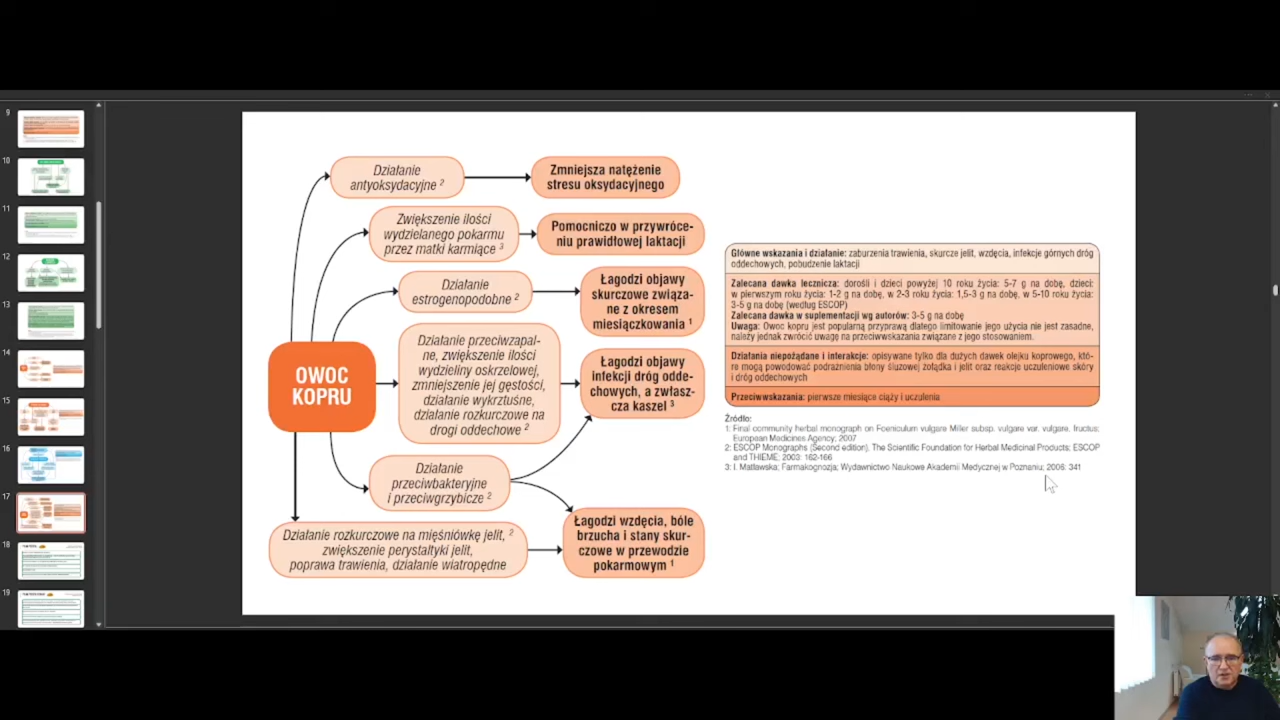 9
10
11
12
13
14
15
16
17
18
19
Działanie
antyoksydacyjne ²
Zmniejsza natężenie
stresu oksydacyjnego
Zwiększenie ilości
wydzielanego pokarmu
przez matki karmiące ³
Pomocniczo w przywróce-
niu prawidłowej laktacji
Działanie
estrogenopodobne ²
Łagodzi objawy
skurczowe związa-
ne z okresem
miesiączkowania ¹
OWOC
KOPRU
Działanie przeciwzapal-
ne, zwiększenie ilości
wydzieliny oskrzelowej,
zmniejszenie jej gęstości,
działanie wykrztuśne,
działanie rozkurczowe na
drogi oddechowe ²
Łagodzi objawy
infekcji dróg odde-
chowych, a zwłasz-
cza kaszel ³
Działanie
przeciwbakteryjne
i przeciwgrzybicze ²
Działanie rozkurczowe na mięśniówkę jelit, ²
zwiększenie perystaltyki jelit,
poprawa trawienia, działanie wiatropędne
Łagodzi wzdęcia, bóle
brzucha i stany skur-
czowe w przewodzie
pokarmowym ¹
Główne wskazania i działanie: zaburzenia trawienia, skurcze jelit, wzdęcia, infekcje górnych dróg
oddechowych, pobudzenie laktacji
Zalecana dawka lecznicza: dorośli i dzieci powyżej 10 roku życia: 5-7 g na dobę, dzieci:
w pierwszym roku życia: 1-2 g na dobę, w 2-3 roku życia: 1,5-3 g na dobę, w 5-10 roku życia:
3-5 g na dobę (według ESCOP)
Zalecana dawka w suplementacji wg autorów: 3-5 g na dobę
Uwaga: Owoc kopru jest popularną przyprawą dlatego limitowanie jego użycia nie jest zasadne,
należy jednak zwrócić uwagę na przeciwwskazania związane z jego stosowaniem.
Działania niepożądane i interakcje: opisywane tylko dla dużych dawek olejku koprowego, któ-
re mogą powodować podrażnienia błony śluzowej żołądka i jelit oraz reakcje uczuleniowe skóry
i dróg oddechowych
Przeciwwskazania: pierwsze miesiące ciąży i uczulenia
Źródło:
1: Final community herbal monograph on Foeniculum vulgare Miller subsp. vulgare var. vulgare, fructus;
European Medicines Agency; 2007
2: ESCOP Monographs (Second edition), The Scientific Foundation for Herbal Medicinal Products; ESCOP
and THIEME; 2003: 162-166
3: I. Matławska; Farmakognozja; Wydawnictwo Naukowe Akademii Medycznej w Poznaniu; 2006: 341